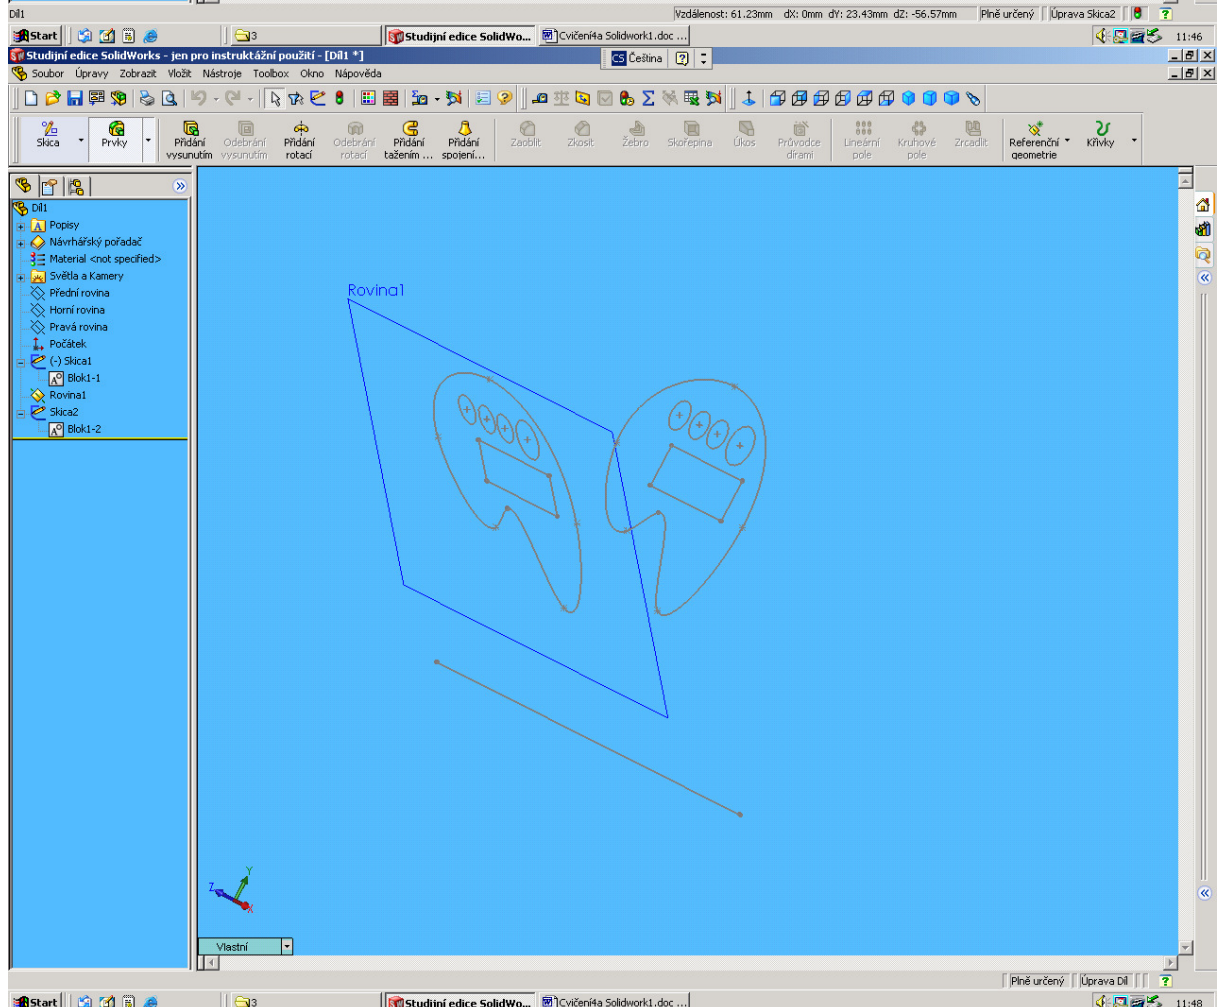 Díl1 Vzdálenost: 61.23mm dX: 0mm dY: 23.43mm dZ: -56.57mm Plně určený Úprava Skica2
Start 3 Studijní edice SolidWo... Cvičení4a Solidwork1.doc ... 11:46
Studijní edice SolidWorks - jen pro instruktážní použití - [Díl1 *] CS Čeština
Soubor Úpravy Zobrazit Vložit Nástroje Toolbox Okno Nápověda
Skica Prvky Přidání vysunutím Odebrání vysunutím Přidání rotací Odebrání rotací Přidání tažením ... Přidání spojení... Zaoblit Zkosit Žebro Skořepina Úkos Průvodce dírami Lineární pole Kruhové pole Zrcadlit Referenční geometrie Křivky
Díl1
Popisy
Návrhářský pořadač
Material <not specified>
Světla a Kamery
Přední rovina
Horní rovina
Pravá rovina
Počátek
(-) Skica1
Blok1-1
Rovina1
Skica2
Blok1-2
Rovina1
Y
Z
X
Vlastní
Plně určený Úprava Díl
Start 3 Studijní edice SolidWo... Cvičení4a Solidwork1.doc ... 11:48